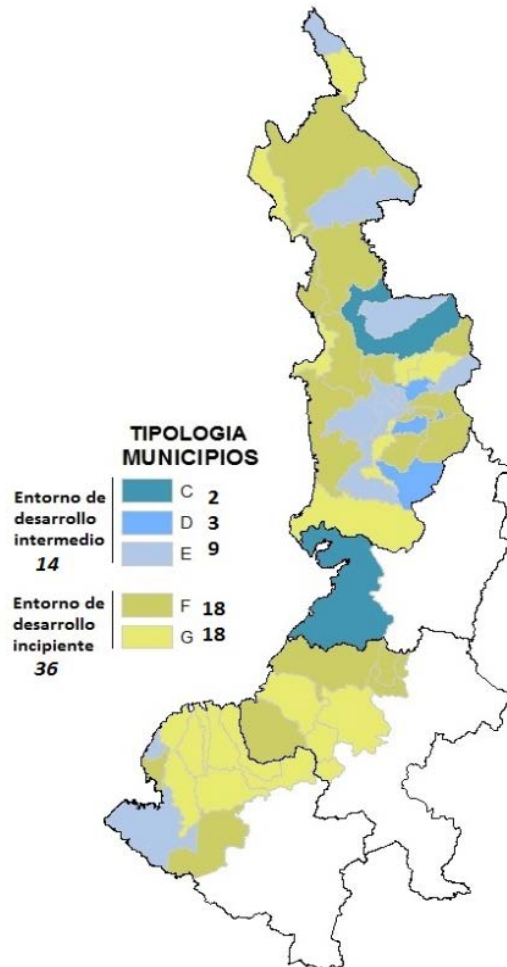 TIPOLOGIA
MUNICIPIOS
Entorno de
desarrollo
intermedio
14
C 2
D 3
E 9
Entorno de
desarrollo
incipiente
36
F 18
G 18